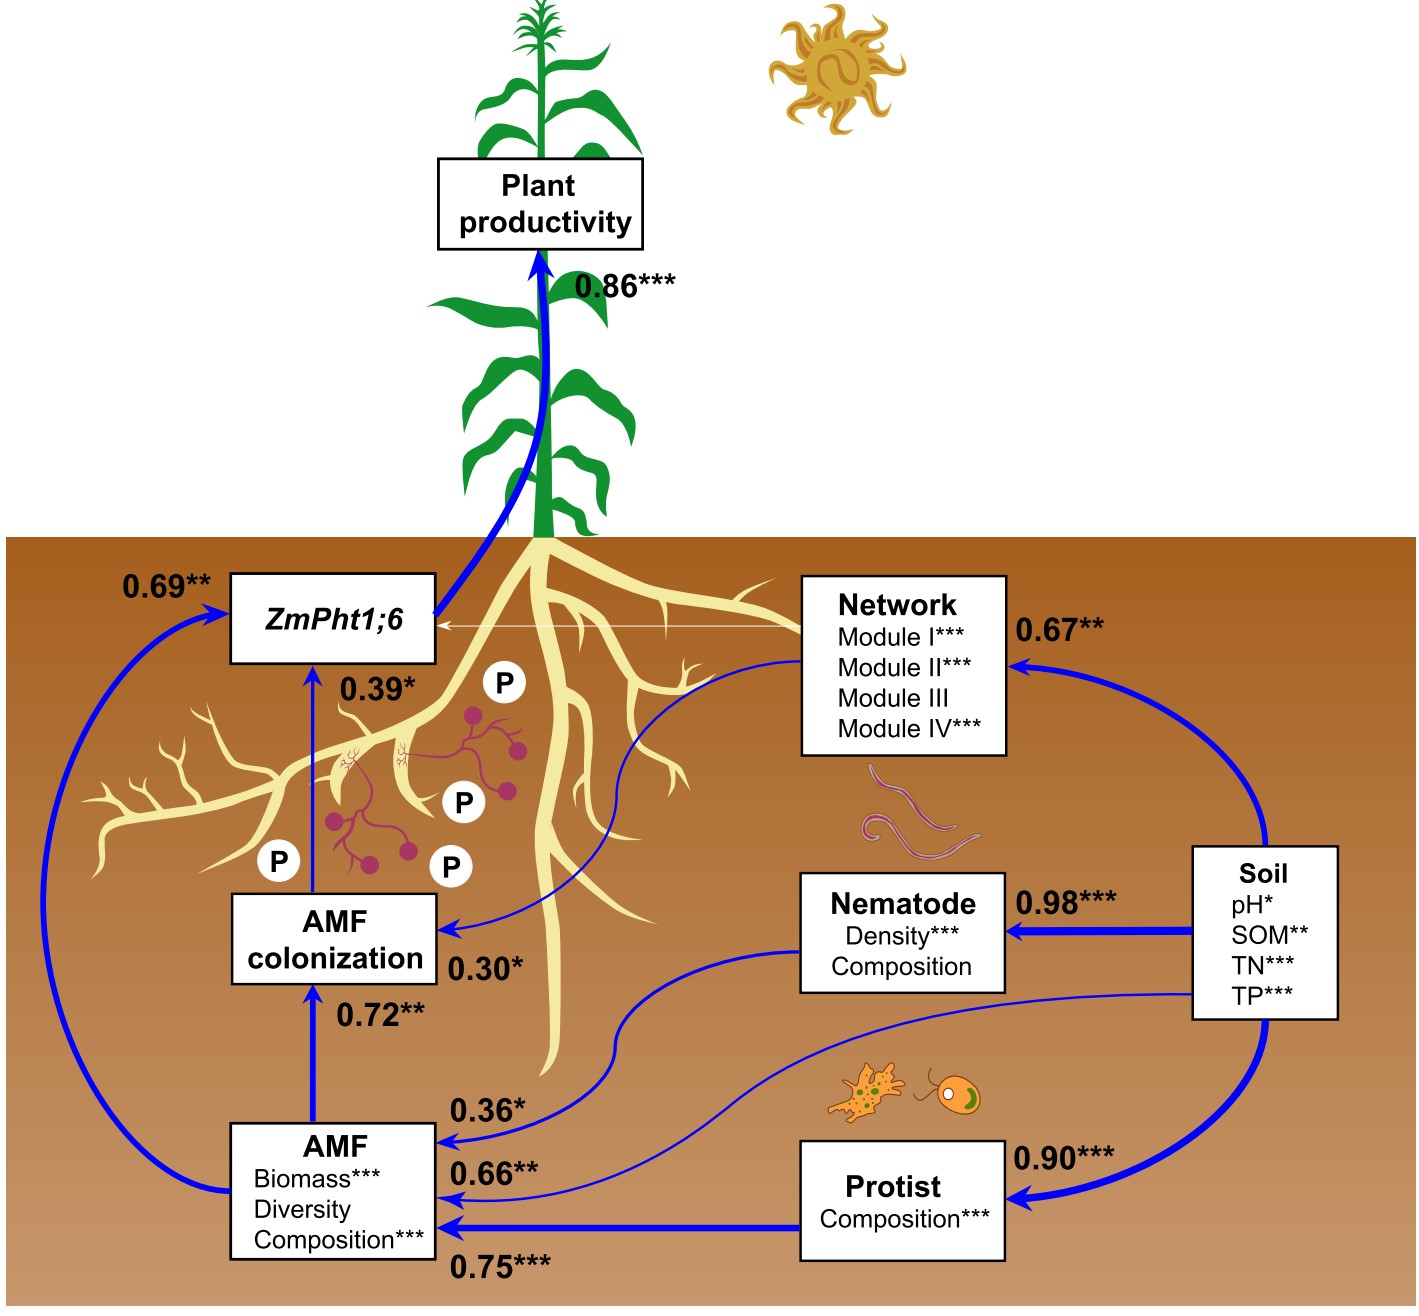 Plant
productivity
0.86***
0.69**
ZmPht1;6
0.39*
P
P
P
P
Network
Module I***
Module II***
Module III
Module IV***
0.67**
AMF
colonization
0.30*
0.72**
Nematode
Density***
Composition
0.98***
Soil
pH*
SOM**
TN***
TP***
AMF
Biomass***
Diversity
Composition***
0.36*
0.66**
0.75***
Protist
Composition***
0.90***